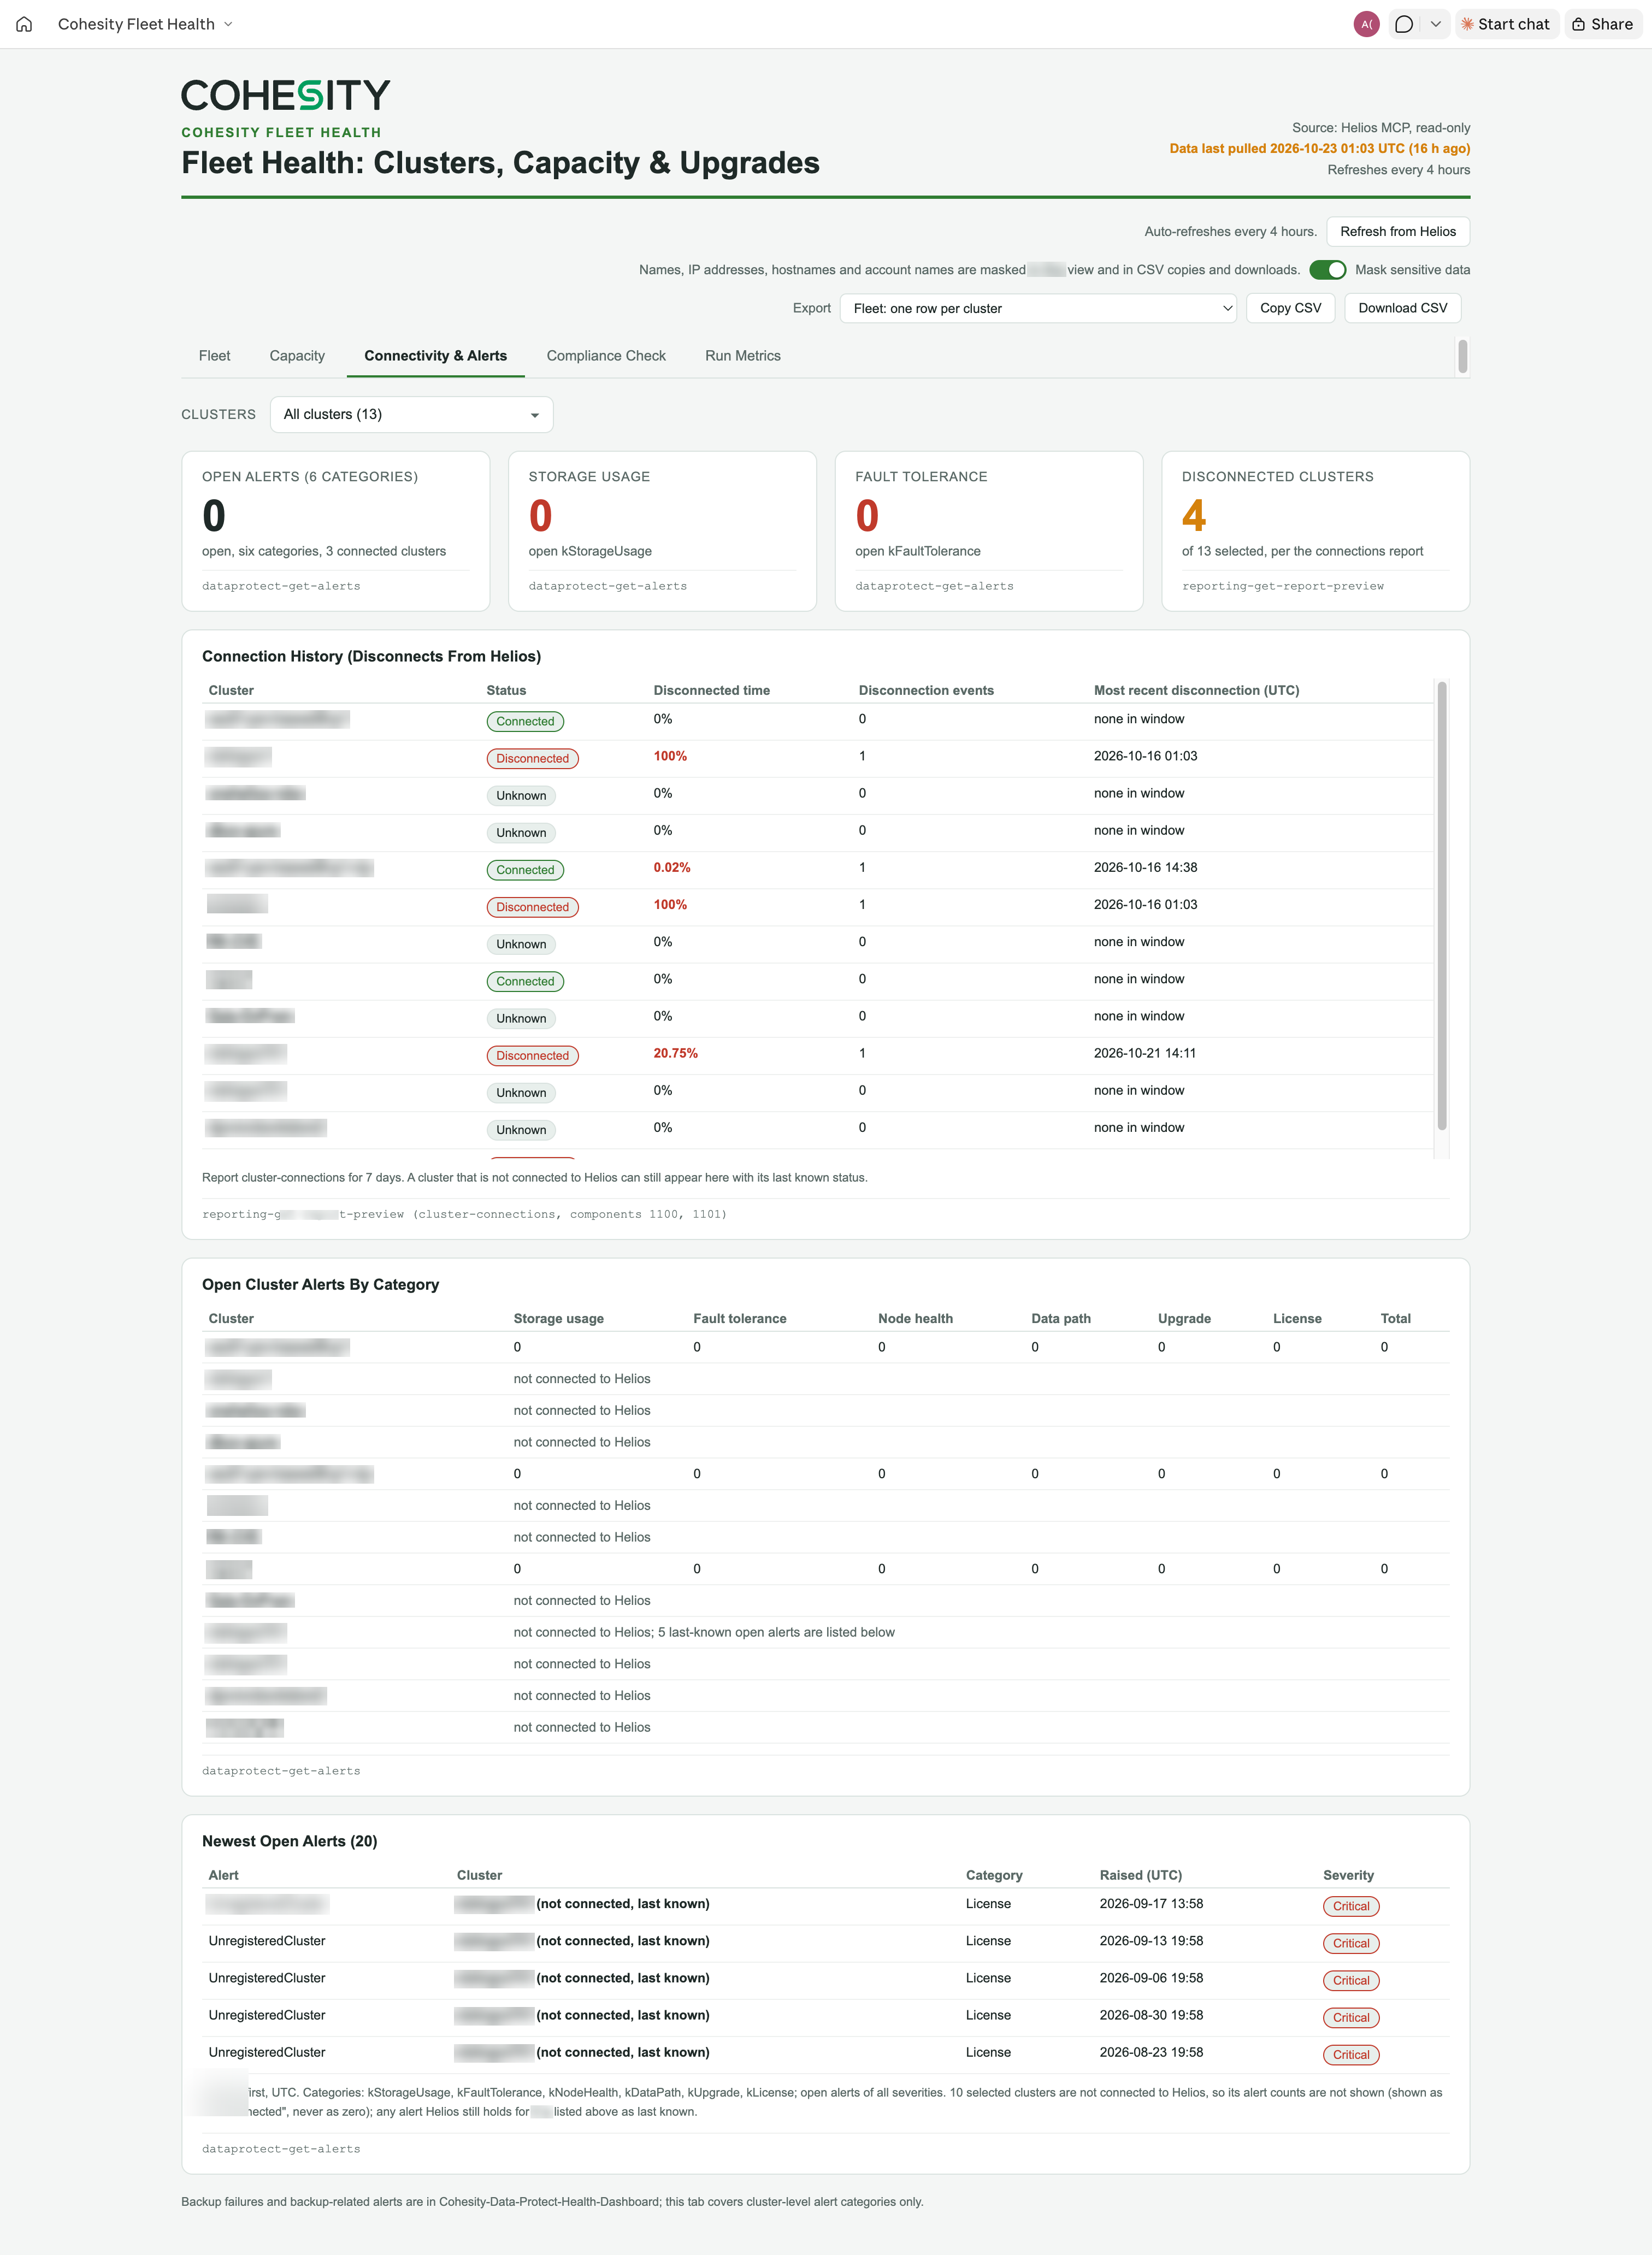 Cohesity Fleet Health
A(
Start chat
Share
COHESITY
COHESITY FLEET HEALTH
Fleet Health: Clusters, Capacity & Upgrades
Source: Helios MCP, read-only
Data last pulled 2026-10-23 01:03 UTC (16 h ago)
Refreshes every 4 hours
Auto-refreshes every 4 hours. Refresh from Helios
Names, IP addresses, hostnames and account names are masked view and in CSV copies and downloads. Mask sensitive data
Export Fleet: one row per cluster Copy CSV Download CSV
Fleet Capacity Connectivity & Alerts Compliance Check Run Metrics
CLUSTERS All clusters (13)
OPEN ALERTS (6 CATEGORIES)
0
open, six categories, 3 connected clusters
dataprotect-get-alerts
STORAGE USAGE
0
open kStorageUsage
dataprotect-get-alerts
FAULT TOLERANCE
0
open kFaultTolerance
dataprotect-get-alerts
DISCONNECTED CLUSTERS
4
of 13 selected, per the connections report
reporting-get-report-preview
Connection History (Disconnects From Helios)
Cluster Status Disconnected time Disconnection events Most recent disconnection (UTC)
Connected 0% 0 none in window
Disconnected 100% 1 2026-10-16 01:03
Unknown 0% 0 none in window
Unknown 0% 0 none in window
Connected 0.02% 1 2026-10-16 14:38
Disconnected 100% 1 2026-10-16 01:03
Unknown 0% 0 none in window
Connected 0% 0 none in window
Unknown 0% 0 none in window
Disconnected 20.75% 1 2026-10-21 14:11
Unknown 0% 0 none in window
Unknown 0% 0 none in window
Report cluster-connections for 7 days. A cluster that is not connected to Helios can still appear here with its last known status.
reporting-g t-preview (cluster-connections, components 1100, 1101)
Open Cluster Alerts By Category
Cluster Storage usage Fault tolerance Node health Data path Upgrade License Total
0 0 0 0 0 0 0
not connected to Helios
not connected to Helios
not connected to Helios
0 0 0 0 0 0 0
not connected to Helios
not connected to Helios
0 0 0 0 0 0 0
not connected to Helios
not connected to Helios; 5 last-known open alerts are listed below
not connected to Helios
not connected to Helios
not connected to Helios
dataprotect-get-alerts
Newest Open Alerts (20)
Alert Cluster Category Raised (UTC) Severity
(not connected, last known) License 2026-09-17 13:58 Critical
UnregisteredCluster (not connected, last known) License 2026-09-13 19:58 Critical
UnregisteredCluster (not connected, last known) License 2026-09-06 19:58 Critical
UnregisteredCluster (not connected, last known) License 2026-08-30 19:58 Critical
UnregisteredCluster (not connected, last known) License 2026-08-23 19:58 Critical
irst, UTC. Categories: kStorageUsage, kFaultTolerance, kNodeHealth, kDataPath, kUpgrade, kLicense; open alerts of all severities. 10 selected clusters are not connected to Helios, so its alert counts are not shown (shown as
nected", never as zero); any alert Helios still holds for listed above as last known.
dataprotect-get-alerts
Backup failures and backup-related alerts are in Cohesity-Data-Protect-Health-Dashboard; this tab covers cluster-level alert categories only.